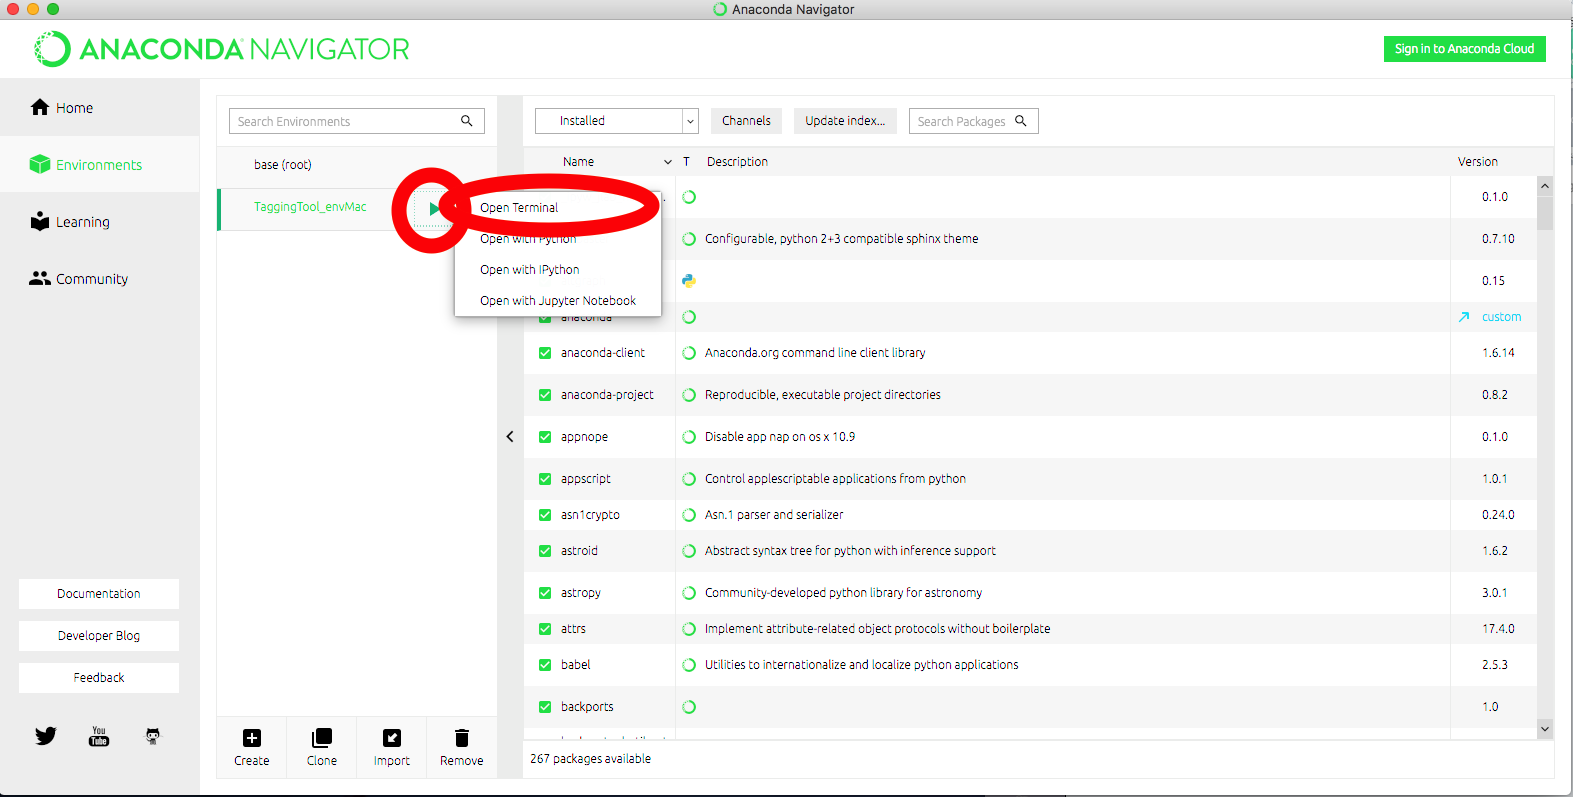 Anaconda Navigator
ANACONDA NAVIGATOR
Sign in to Anaconda Cloud
Home
Environments
Learning
Community
Documentation
Developer Blog
Feedback
You
Tube
Search Environments
base (root)
TaggingTool_envMac
Open Terminal
Open with Python
Open with IPython
Open with Jupyter Notebook
Create
Clone
Import
Remove
Installed
Channels
Update index...
Search Packages
Name T Description Version
0.1.0
Configurable, python 2+3 compatible sphinx theme 0.7.10
0.15
anaconda custom
anaconda-client Anaconda.org command line client library 1.6.14
anaconda-project Reproducible, executable project directories 0.8.2
appnope Disable app nap on os x 10.9 0.1.0
appscript Control applescriptable applications from python 1.0.1
asn1crypto Asn.1 parser and serializer 0.24.0
astroid Abstract syntax tree for python with inference support 1.6.2
astropy Community-developed python library for astronomy 3.0.1
attrs Implement attribute-related object protocols without boilerplate 17.4.0
babel Utilities to internationalize and localize python applications 2.5.3
backports 1.0
267 packages available